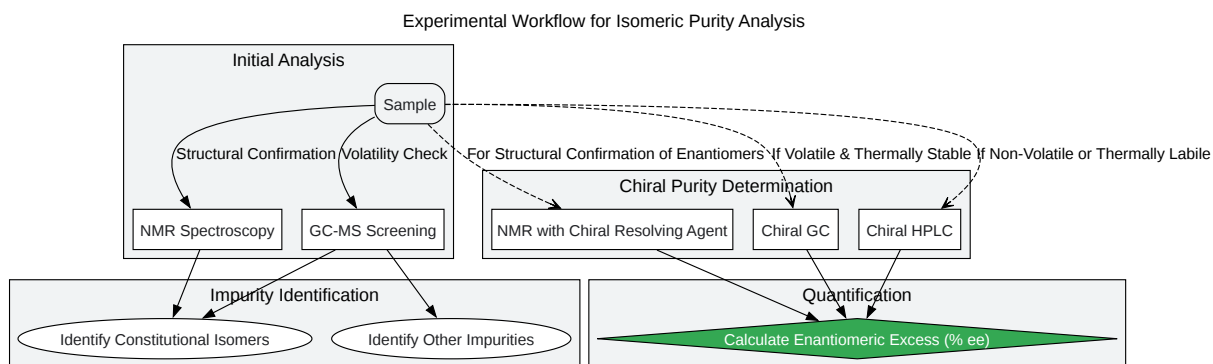 Experimental Workflow for Isomeric Purity Analysis
Initial Analysis
Sample
Structural Confirmation
Volatility Check
For Structural Confirmation of Enantiomers
If Volatile & Thermally Stable
If Non-Volatile or Thermally Labile
Chiral Purity Determination
NMR Spectroscopy
GC-MS Screening
NMR with Chiral Resolving Agent
Chiral GC
Chiral HPLC
Impurity Identification
Quantification
Identify Constitutional Isomers
Identify Other Impurities
Calculate Enantiomeric Excess (% ee)